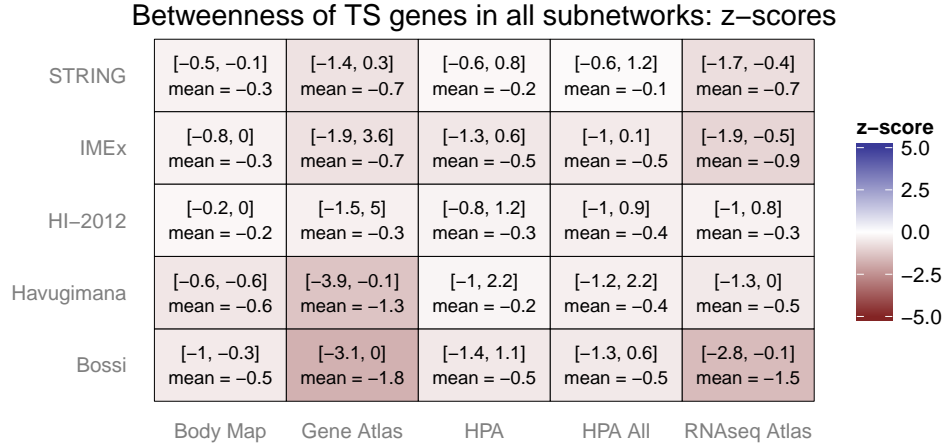 Betweenness of TS genes in all subnetworks: z−scores
STRING
[−0.5, −0.1]
mean = −0.3
[−1.4, 0.3]
mean = −0.7
[−0.6, 0.8]
mean = −0.2
[−0.6, 1.2]
mean = −0.1
[−1.7, −0.4]
mean = −0.7
IMEx
[−0.8, 0]
mean = −0.3
[−1.9, 3.6]
mean = −0.7
[−1.3, 0.6]
mean = −0.5
[−1, 0.1]
mean = −0.5
[−1.9, −0.5]
mean = −0.9
HI−2012
[−0.2, 0]
mean = −0.2
[−1.5, 5]
mean = −0.3
[−0.8, 1.2]
mean = −0.3
[−1, 0.9]
mean = −0.4
[−1, 0.8]
mean = −0.3
Havugimana
[−0.6, −0.6]
mean = −0.6
[−3.9, −0.1]
mean = −1.3
[−1, 2.2]
mean = −0.2
[−1.2, 2.2]
mean = −0.4
[−1.3, 0]
mean = −0.5
Bossi
[−1, −0.3]
mean = −0.5
[−3.1, 0]
mean = −1.8
[−1.4, 1.1]
mean = −0.5
[−1.3, 0.6]
mean = −0.5
[−2.8, −0.1]
mean = −1.5
Body Map
Gene Atlas
HPA
HPA All
RNAseq Atlas
z−score
5.0
2.5
0.0
−2.5
−5.0